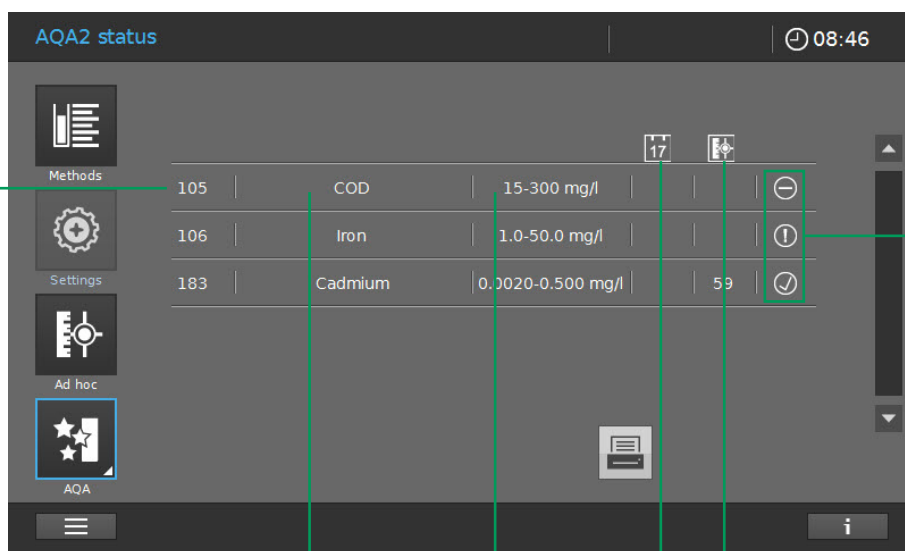 AQA2 status
08:46
17
Methods
105 COD 15-300 mg/l
106 Iron 1.0-50.0 mg/l
Settings
183 Cadmium 0.0020-0.500 mg/l 59
Ad hoc
AQA
i